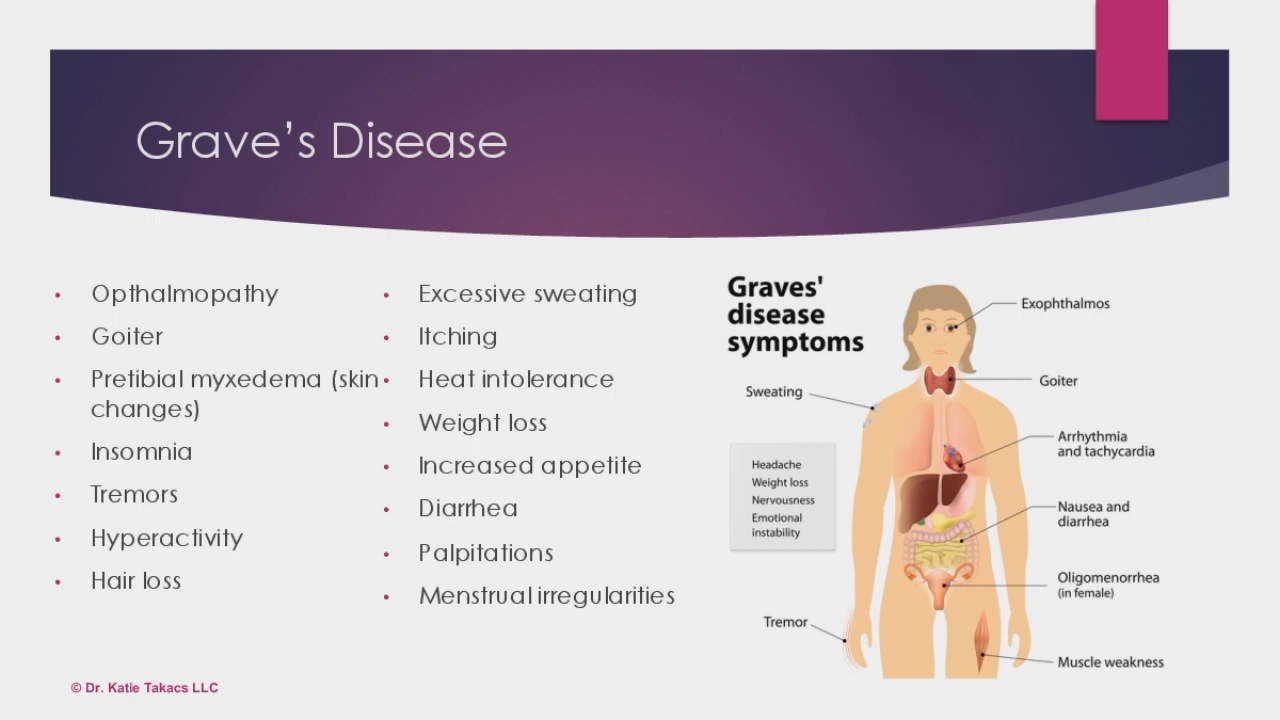 Grave’s Disease
• Opthalmopathy
• Goiter
• Pretibial myxedema (skin
changes)
• Insomnia
• Tremors
• Hyperactivity
• Hair loss
• Excessive sweating
• Itching
• Heat intolerance
• Weight loss
• Increased appetite
• Diarrhea
• Palpitations
• Menstrual irregularities
Graves'
disease
symptoms
Exophthalmos
Goiter
Sweating
Arrhythmia
and tachycardia
Headache
Weight loss
Nervousness
Emotional
instability
Nausea and
diarrhea
Oligomenorrhea
(in female)
Tremor
Muscle weakness
© Dr. Katie Takacs LLC